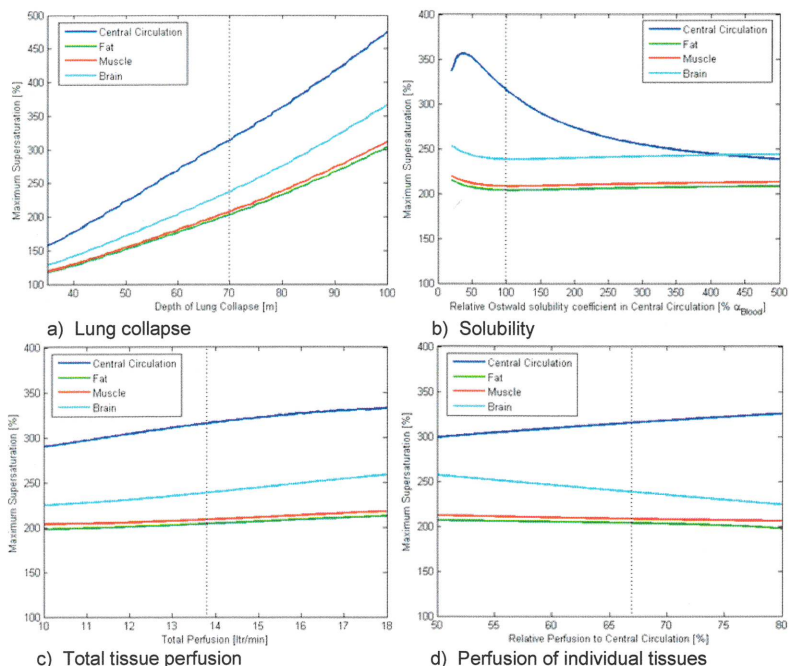 500
450
400
350
300
250
200
150
100
Maximum Supersaturation [%]
Central Circulation
Fat
Muscle
Brain
40 50 60 70 80 90 100
Depth of Lung Collapse [m]
a) Lung collapse
400
350
300
250
200
150
100
Maximum Supersaturation [%]
Central Circulation
Fat
Muscle
Brain
0 50 100 150 200 250 300 350 400 450 500
Relative Ostwald solubility coefficient in Central Circulation [% αBlood]
b) Solubility
400
350
300
250
200
150
100
Maximum Supersaturation [%]
Central Circulation
Fat
Muscle
Brain
10 11 12 13 14 15 16 17 18
Total Perfusion [ltr/min]
c) Total tissue perfusion
400
350
300
250
200
150
100
Maximum Supersaturation [%]
Central Circulation
Fat
Muscle
Brain
50 55 60 65 70 75 80
Relative Perfusion to Central Circulation [%]
d) Perfusion of individual tissues